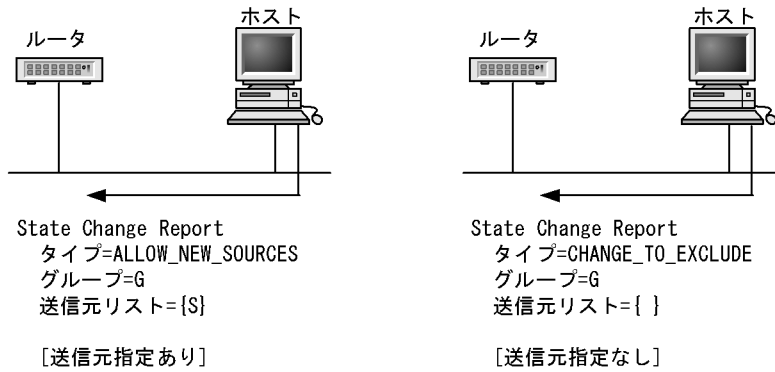 ルータ
ホスト
State Change Report
タイプ=ALLOW_NEW_SOURCES
グループ=G
送信元リスト={S}
[送信元指定あり]
ルータ
ホスト
State Change Report
タイプ=CHANGE_TO_EXCLUDE
グループ=G
送信元リスト={ }
[送信元指定なし]